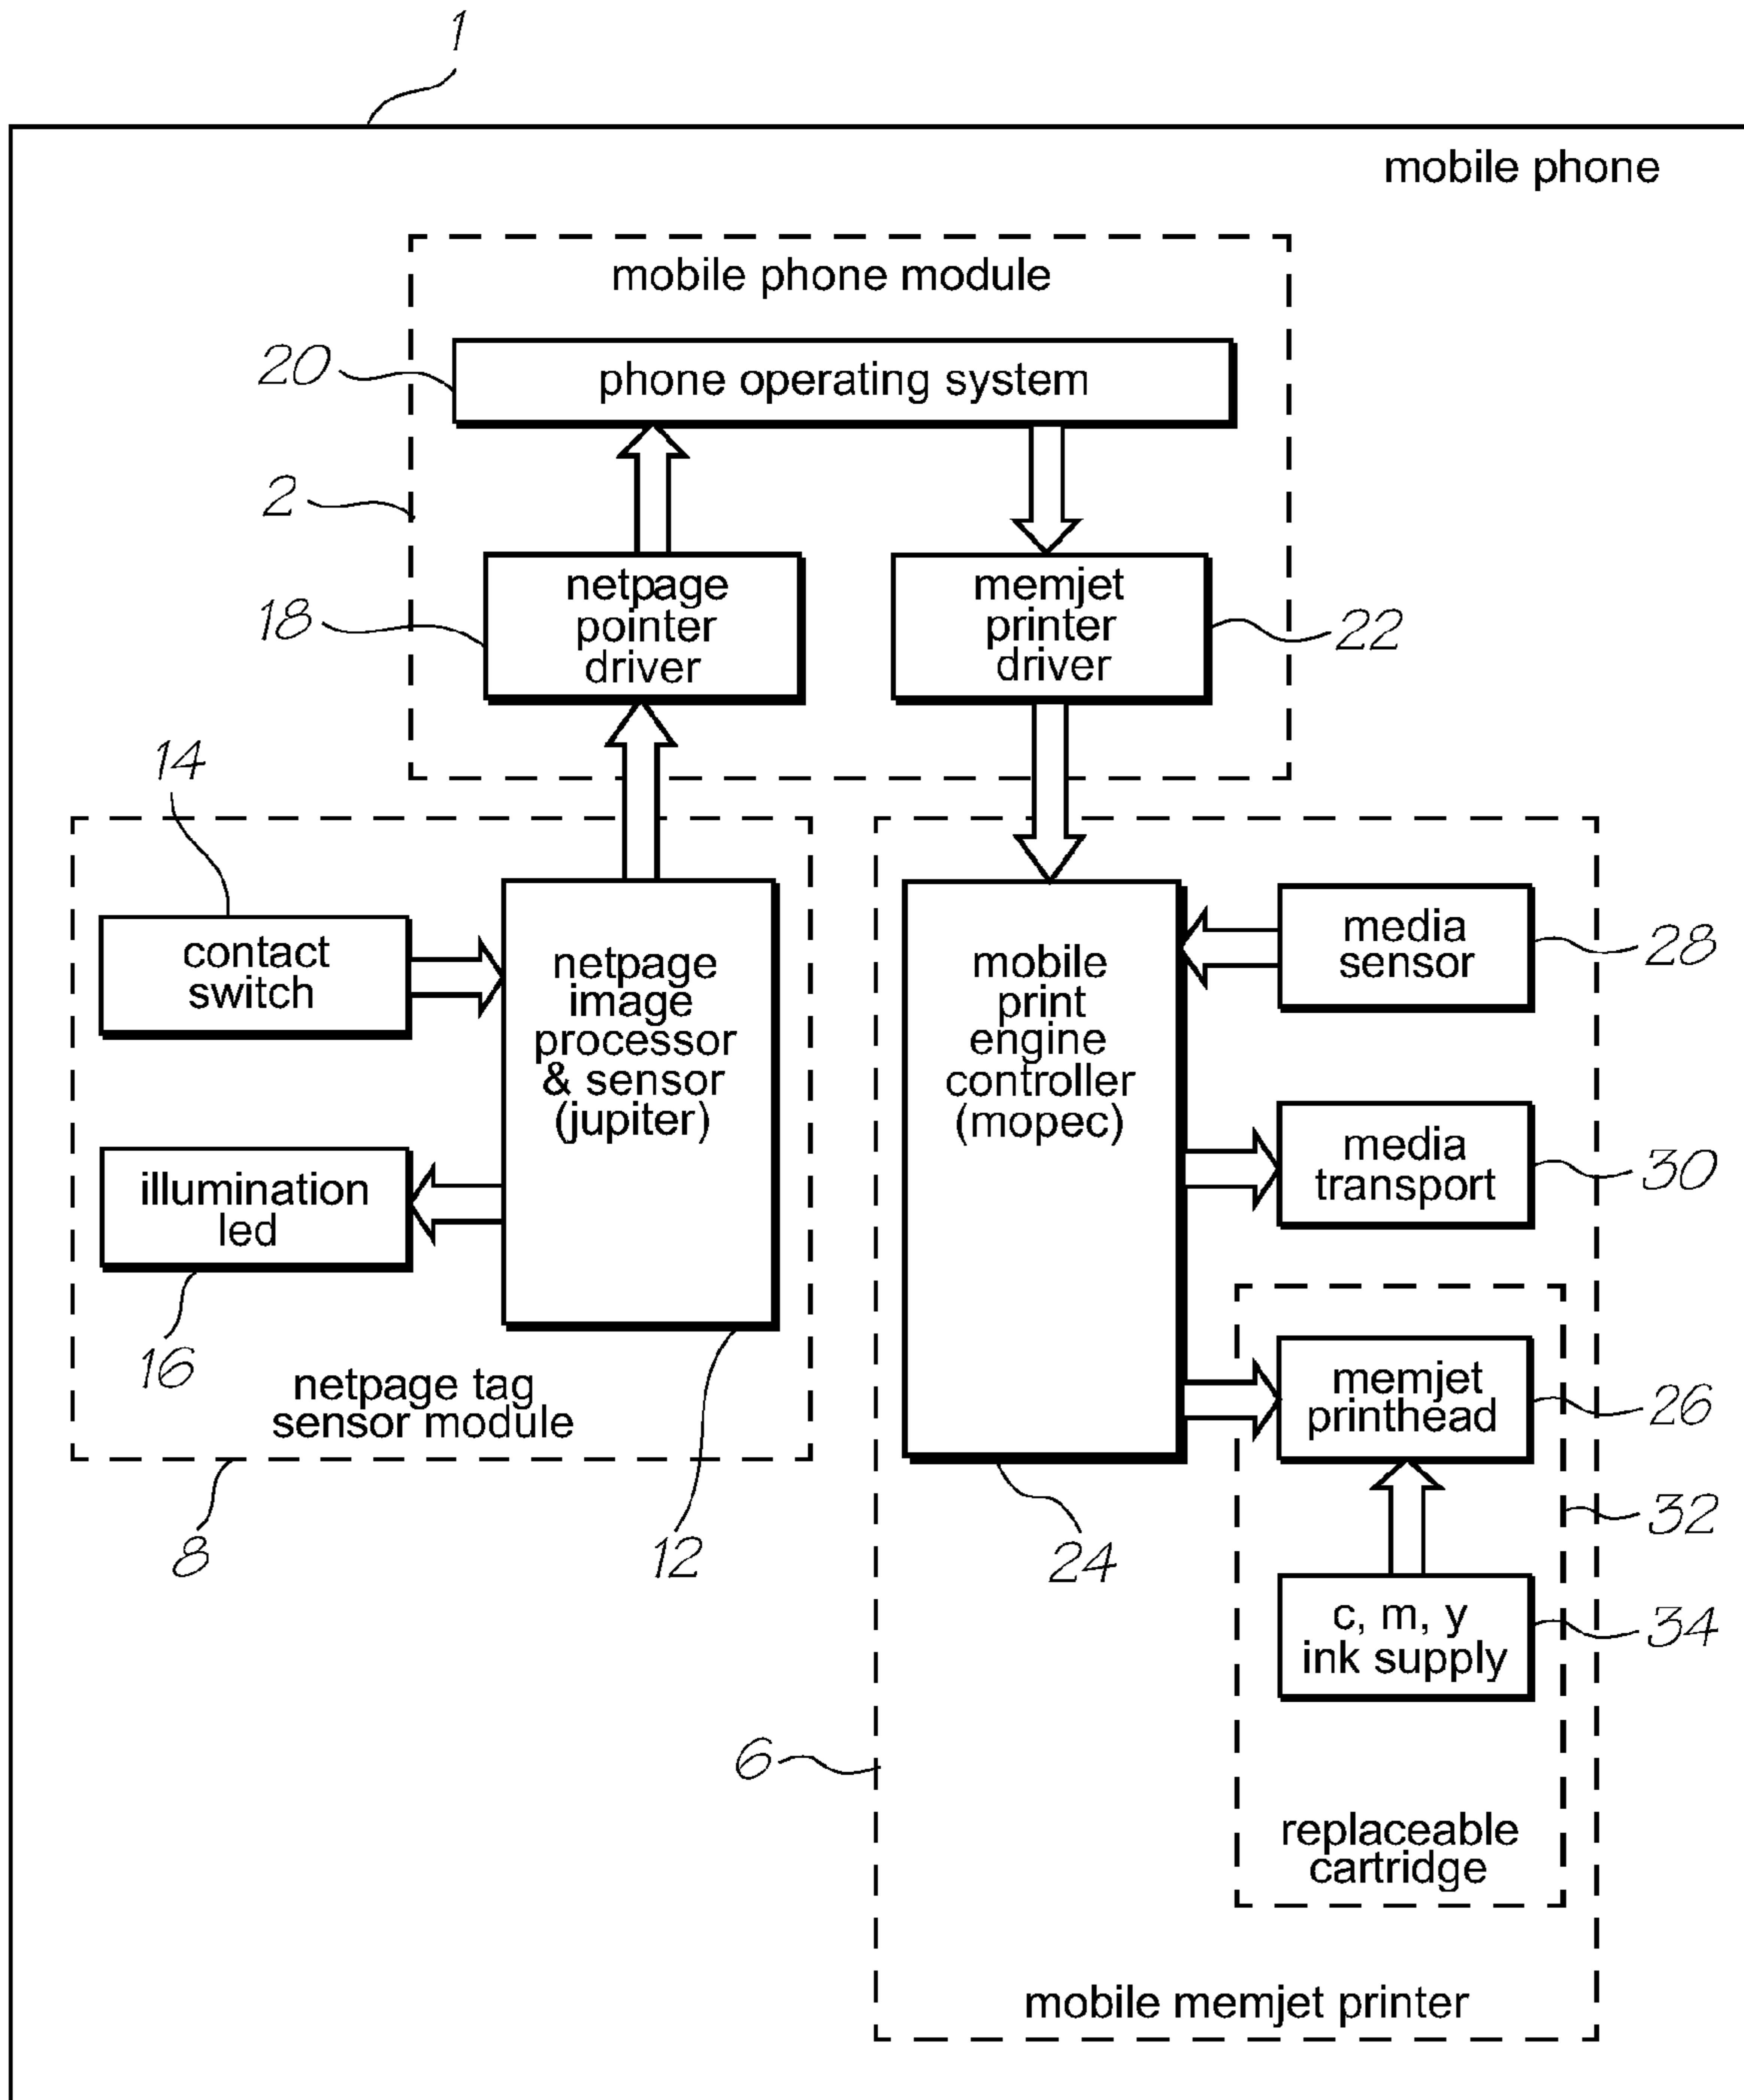 1
mobile phone
mobile phone module
20
phone operating system
2
18
netpage
pointer
driver
memjet
printer
driver
22
14
contact
switch
netpage
image
processor
& sensor
(jupiter)
illumination
led
16
netpage tag
sensor module
8
12
mobile
print
engine
controller
(mopec)
24
media
sensor
28
media
transport
30
memjet
printhead
26
32
c, m, y
ink supply
34
6
replaceable
cartridge
mobile memjet printer